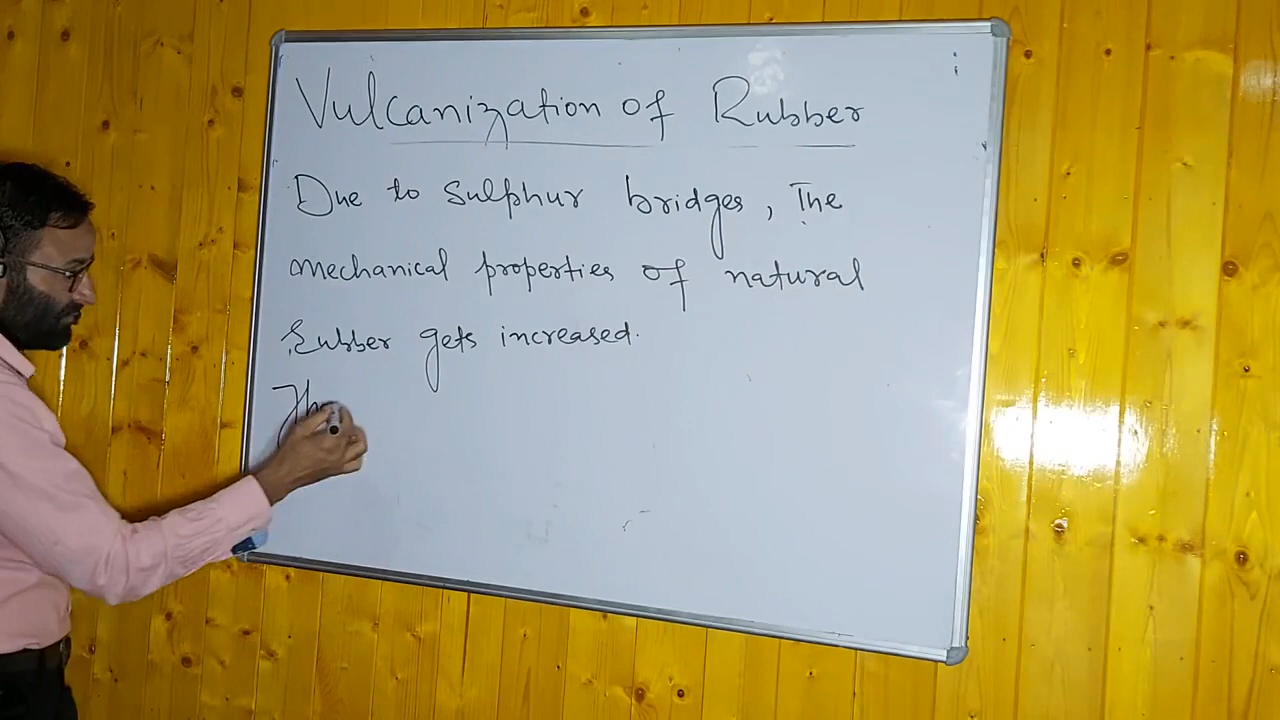 Vulcanization of Rubber
Due to Sulphur bridges, The
mechanical properties of natural
Rubber gets increased.